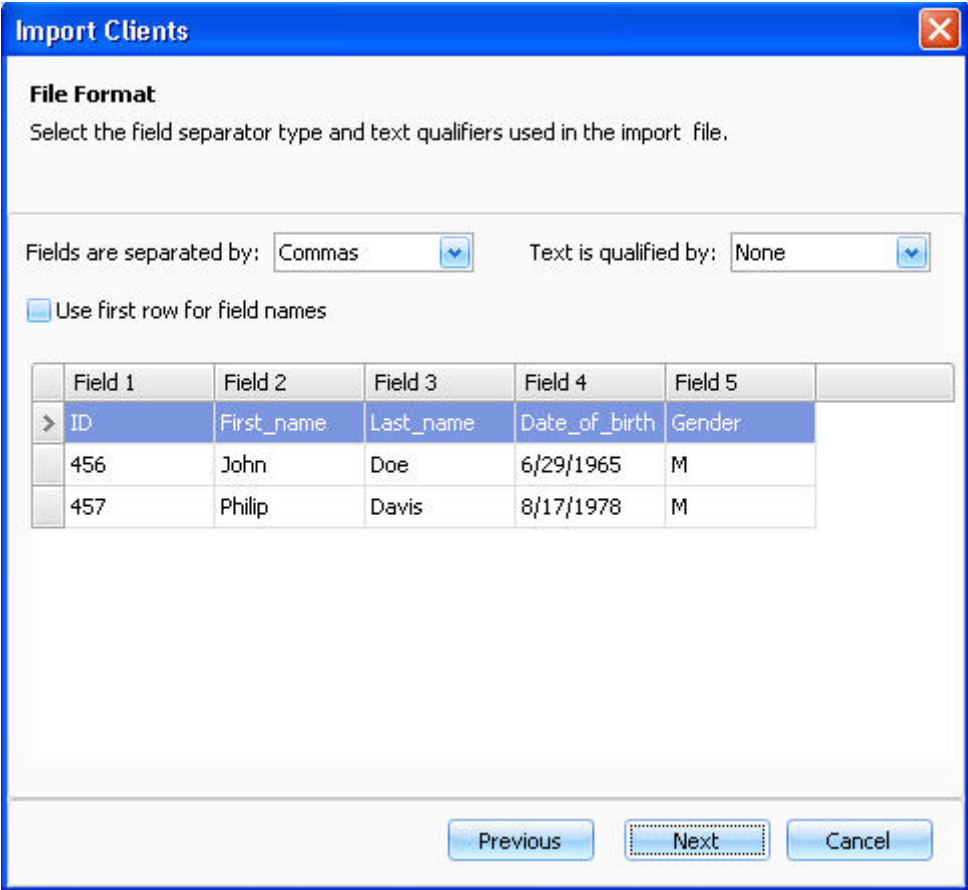 Import Clients
File Format
Select the field separator type and text qualifiers used in the import file.
Fields are separated by: Commas Text is qualified by: None
Use first row for field names
Field 1 Field 2 Field 3 Field 4 Field 5
ID First_name Last_name Date_of_birth Gender
456 John Doe 6/29/1965 M
457 Philip Davis 8/17/1978 M
Previous Next Cancel